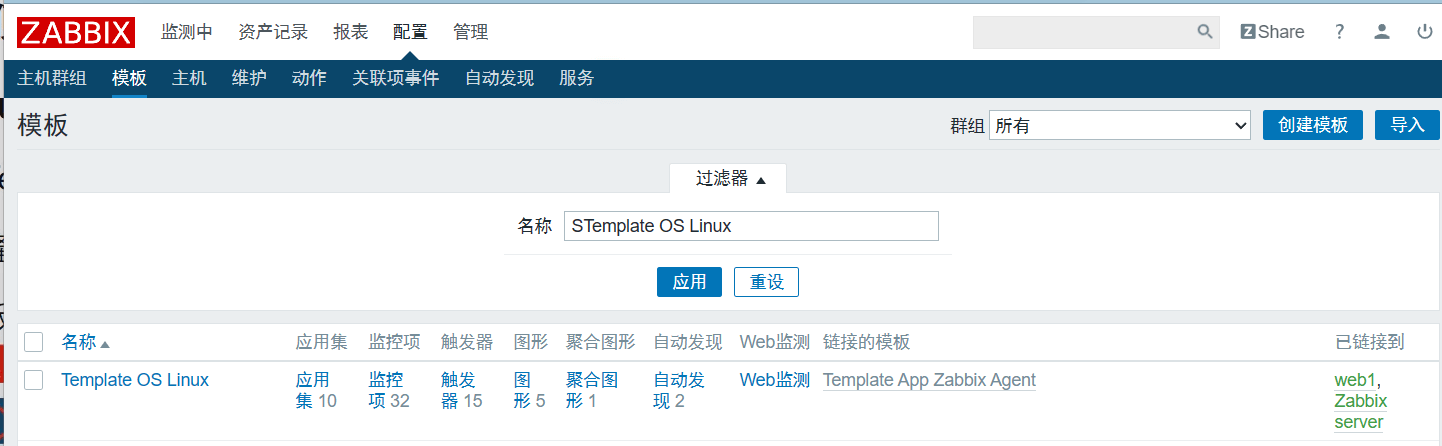 ZABBIX 监测中 资产记录 报表 配置 管理 Z Share ?
主机群组 模板 主机 维护 动作 关联项事件 自动发现 服务
模板 群组 所有 创建模板 导入
过滤器
名称 STemplate OS Linux
应用 重设
名称 应用集 监控项 触发器 图形 聚合图形 自动发现 Web监测 链接的模板 已链接到
Template OS Linux 应用 监控 触发 图 聚合图 自动发 Web监测 Template App Zabbix Agent web1,
集 10 项 32 器 15 形 5 形 1 现 2 Zabbix
server